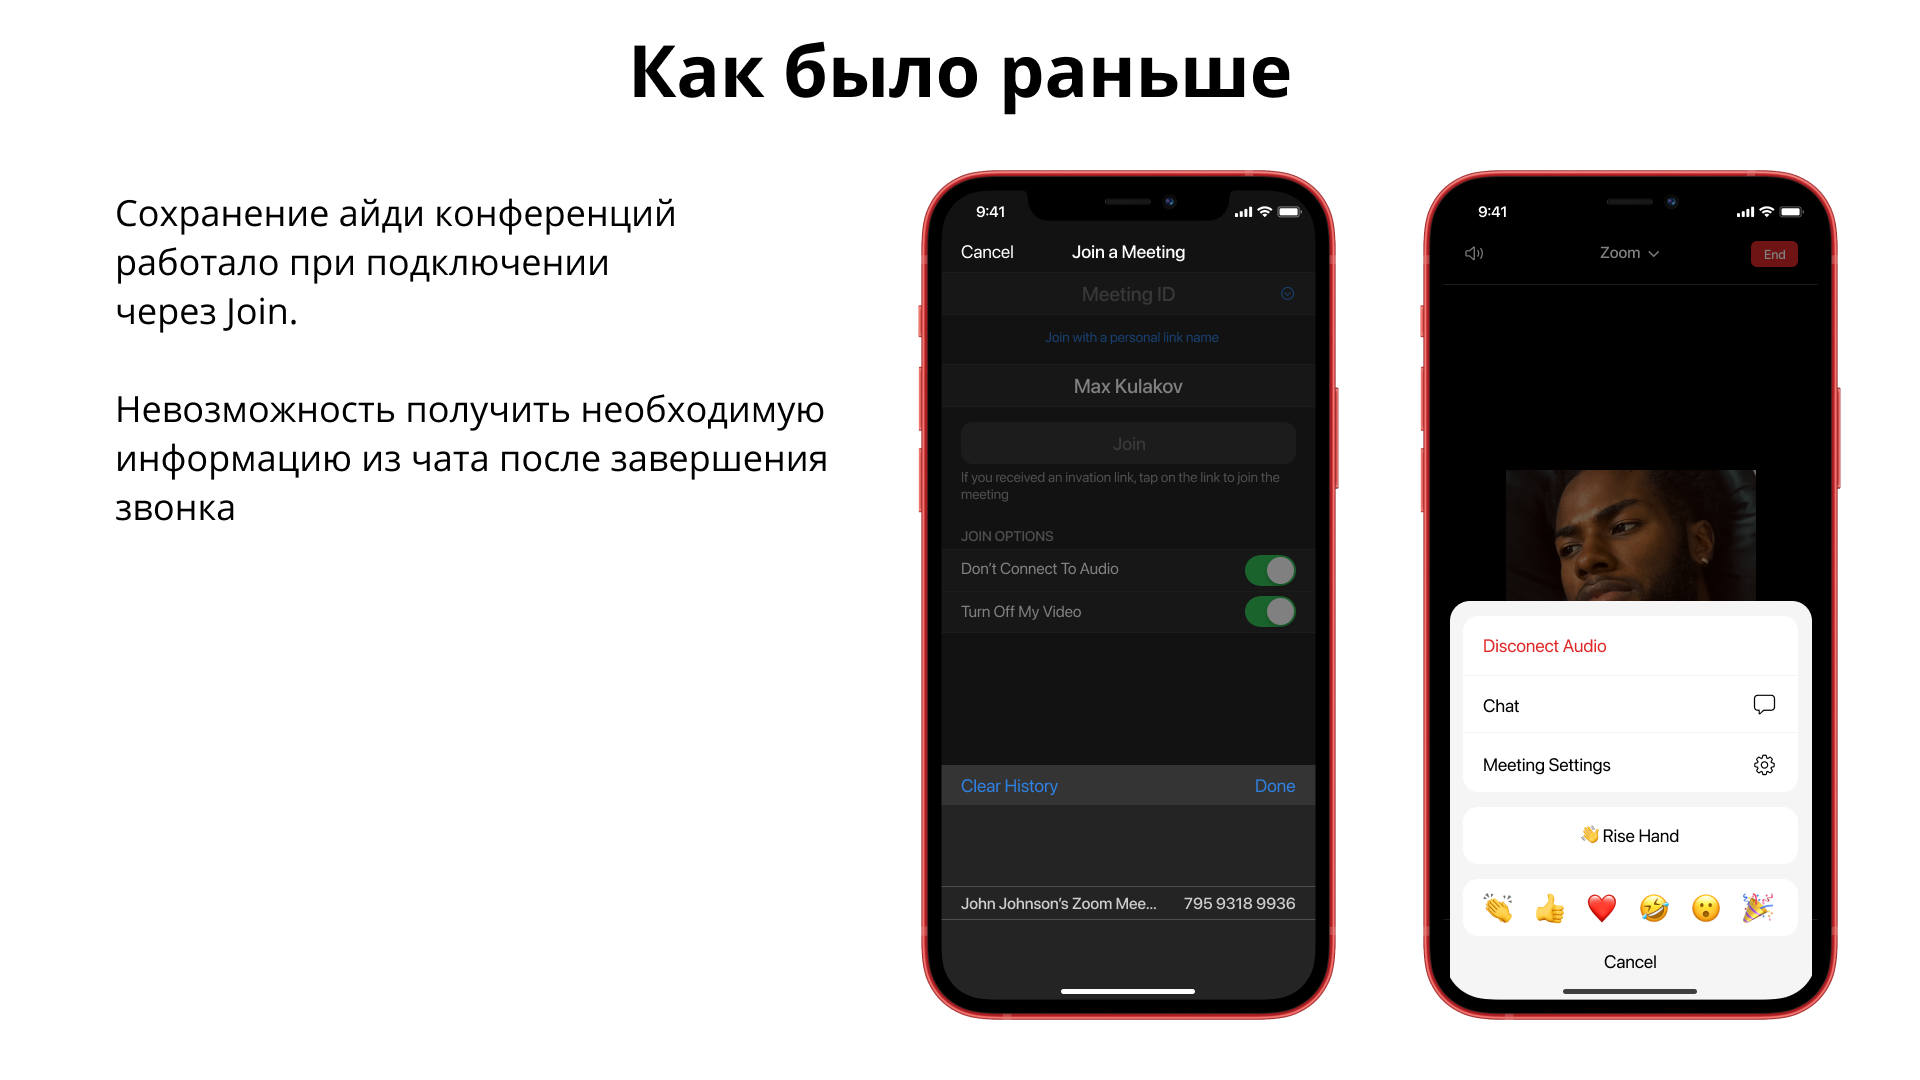 Как было раньше
Сохранение айди конференций
работало при подключении
через Join.
Невозможность получить необходимую
информацию из чата после завершения
звонка
9:41
Cancel
Join a Meeting
Meeting ID
Join with a personal link name
Max Kulakov
Join
If you received an invation link, tap on the link to join the
meeting
JOIN OPTIONS
Don't Connect To Audio
Turn Off My Video
Clear History
Done
John Johnson's Zoom Mee...
795 9318 9936
9:41
Zoom
End
Disconect Audio
Chat
Meeting Settings
👋 Rise Hand
Cancel